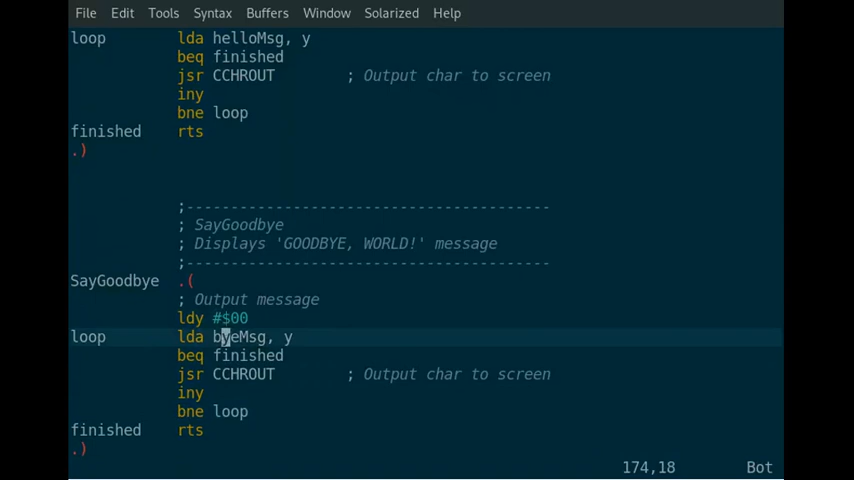 File Edit Tools Syntax Buffers Window Solarized Help
loop lda helloMsg, y
beq finished
jsr CCHROUT ; Output char to screen
iny
bne loop
finished rts
.)
;-----------------------------------------
; SayGoodbye
; Displays 'GOODBYE, WORLD!' message
;-----------------------------------------
SayGoodbye .(
; Output message
ldy #$00
loop lda byeMsg, y
beq finished
jsr CCHROUT ; Output char to screen
iny
bne loop
finished rts
.)
174,18 Bot